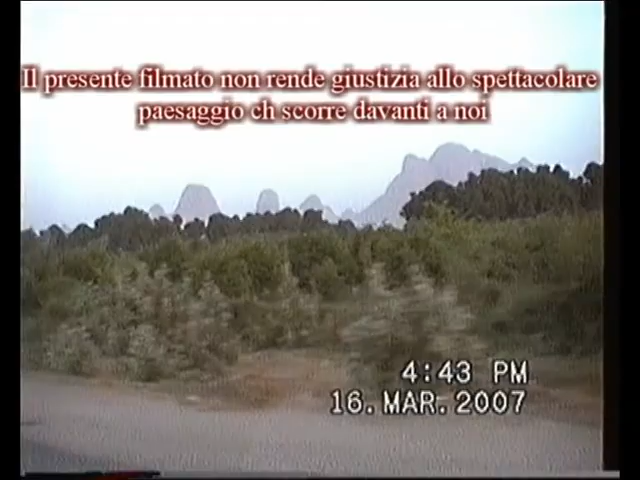 Il presente filmato non rende giustizia allo spettacolare
paesaggio ch scorre davanti a noi
4:43 PM
16.MAR.2007